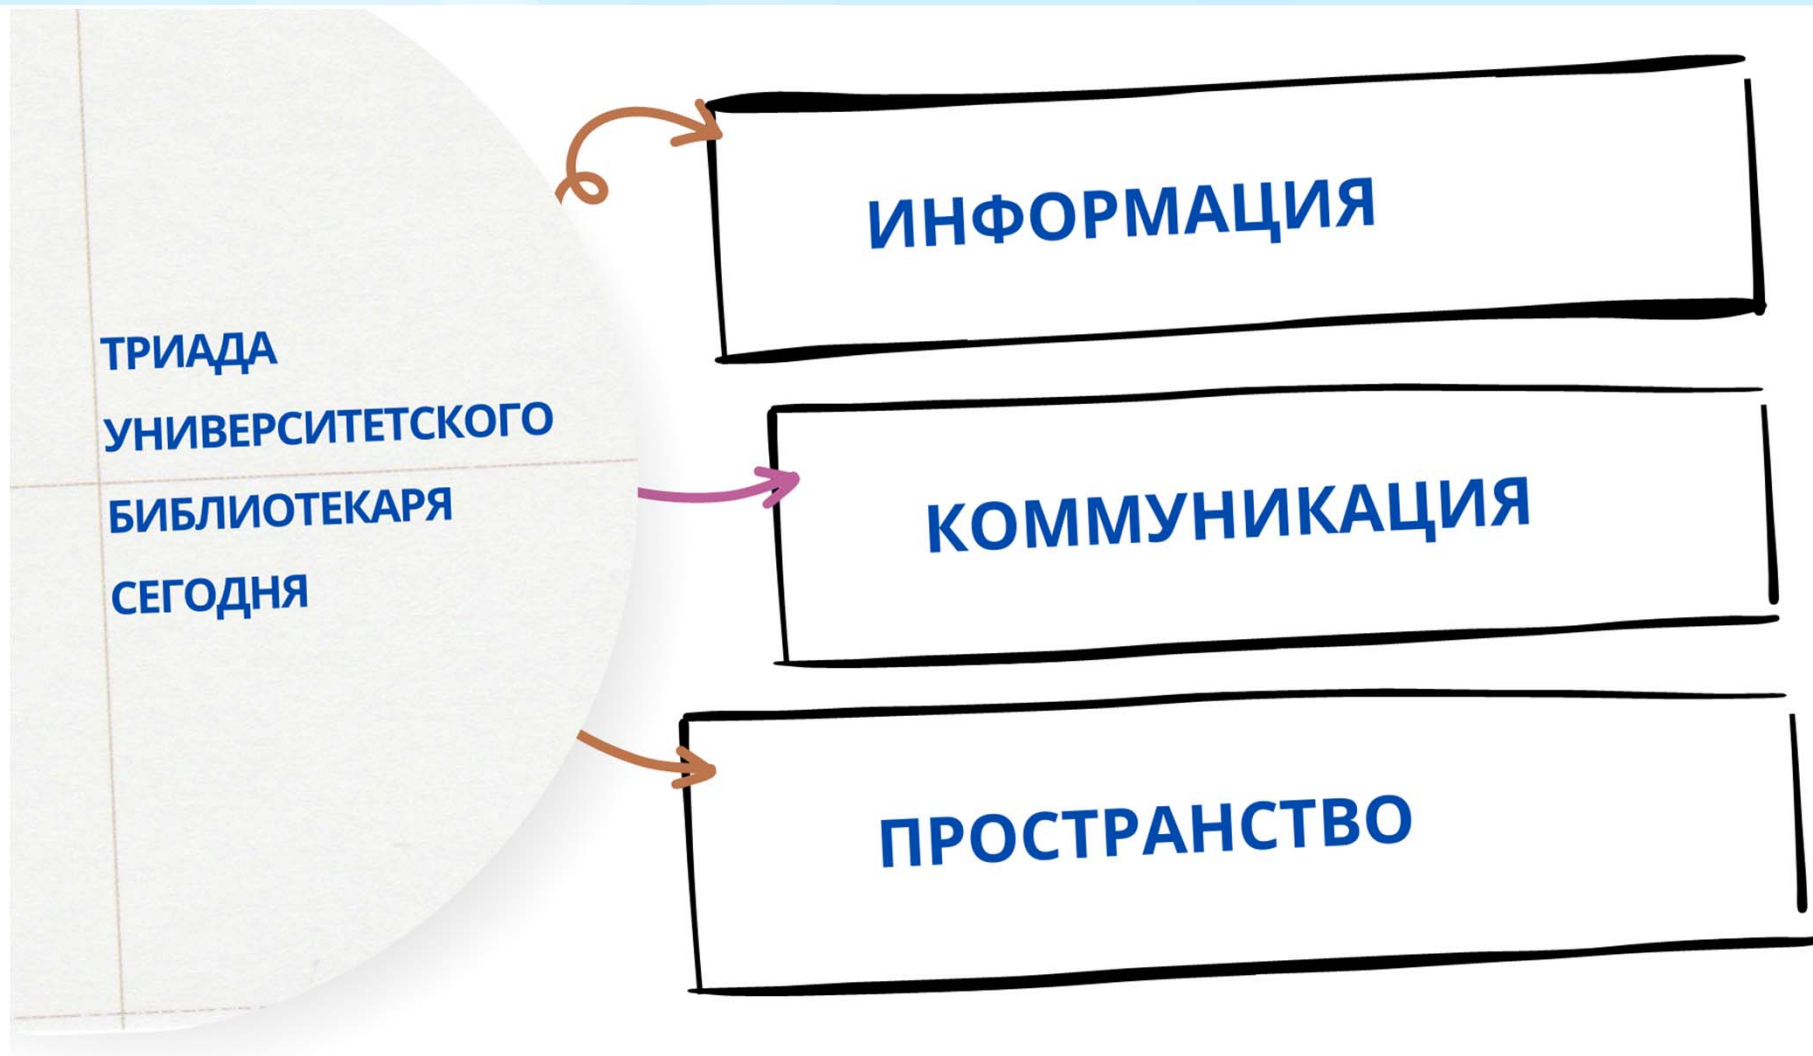 ТРИАДА
УНИВЕРСИТЕТСКОГО
БИБЛИОТЕКАРЯ
СЕГОДНЯ
ИНФОРМАЦИЯ
КОММУНИКАЦИЯ
ПРОСТРАНСТВО